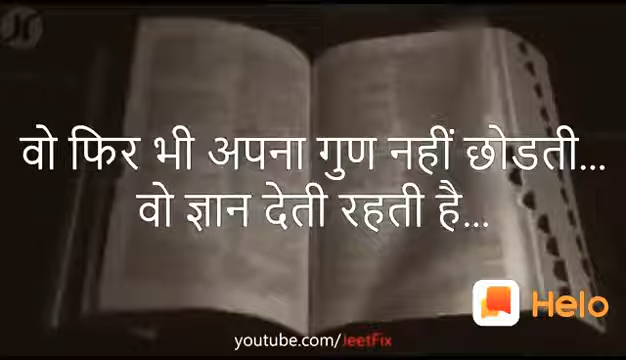 वो फिर भी अपना गुण नहीं छोडती...
वो ज्ञान देती रहती है...
Helo
youtube.com/JeetFix